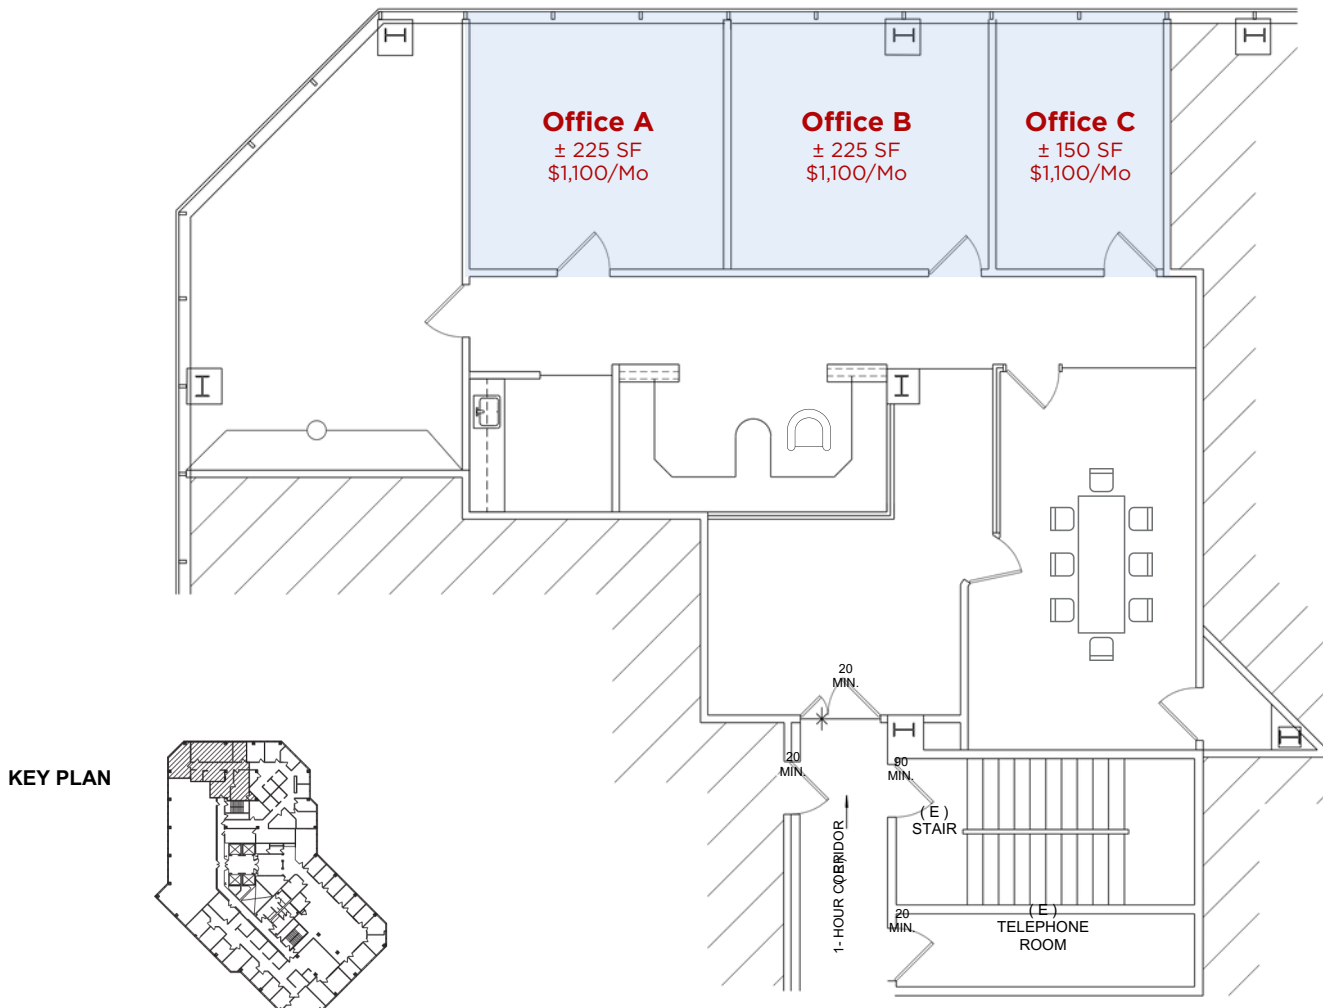 Office A
± 225 SF
$1,100/Mo
Office B
± 225 SF
$1,100/Mo
Office C
± 150 SF
$1,100/Mo
20
MIN.
20
MIN.
90
MIN.
( E )
STAIR
1- HOUR CORRIDOR
20
MIN.
( E )
TELEPHONE
ROOM
KEY PLAN